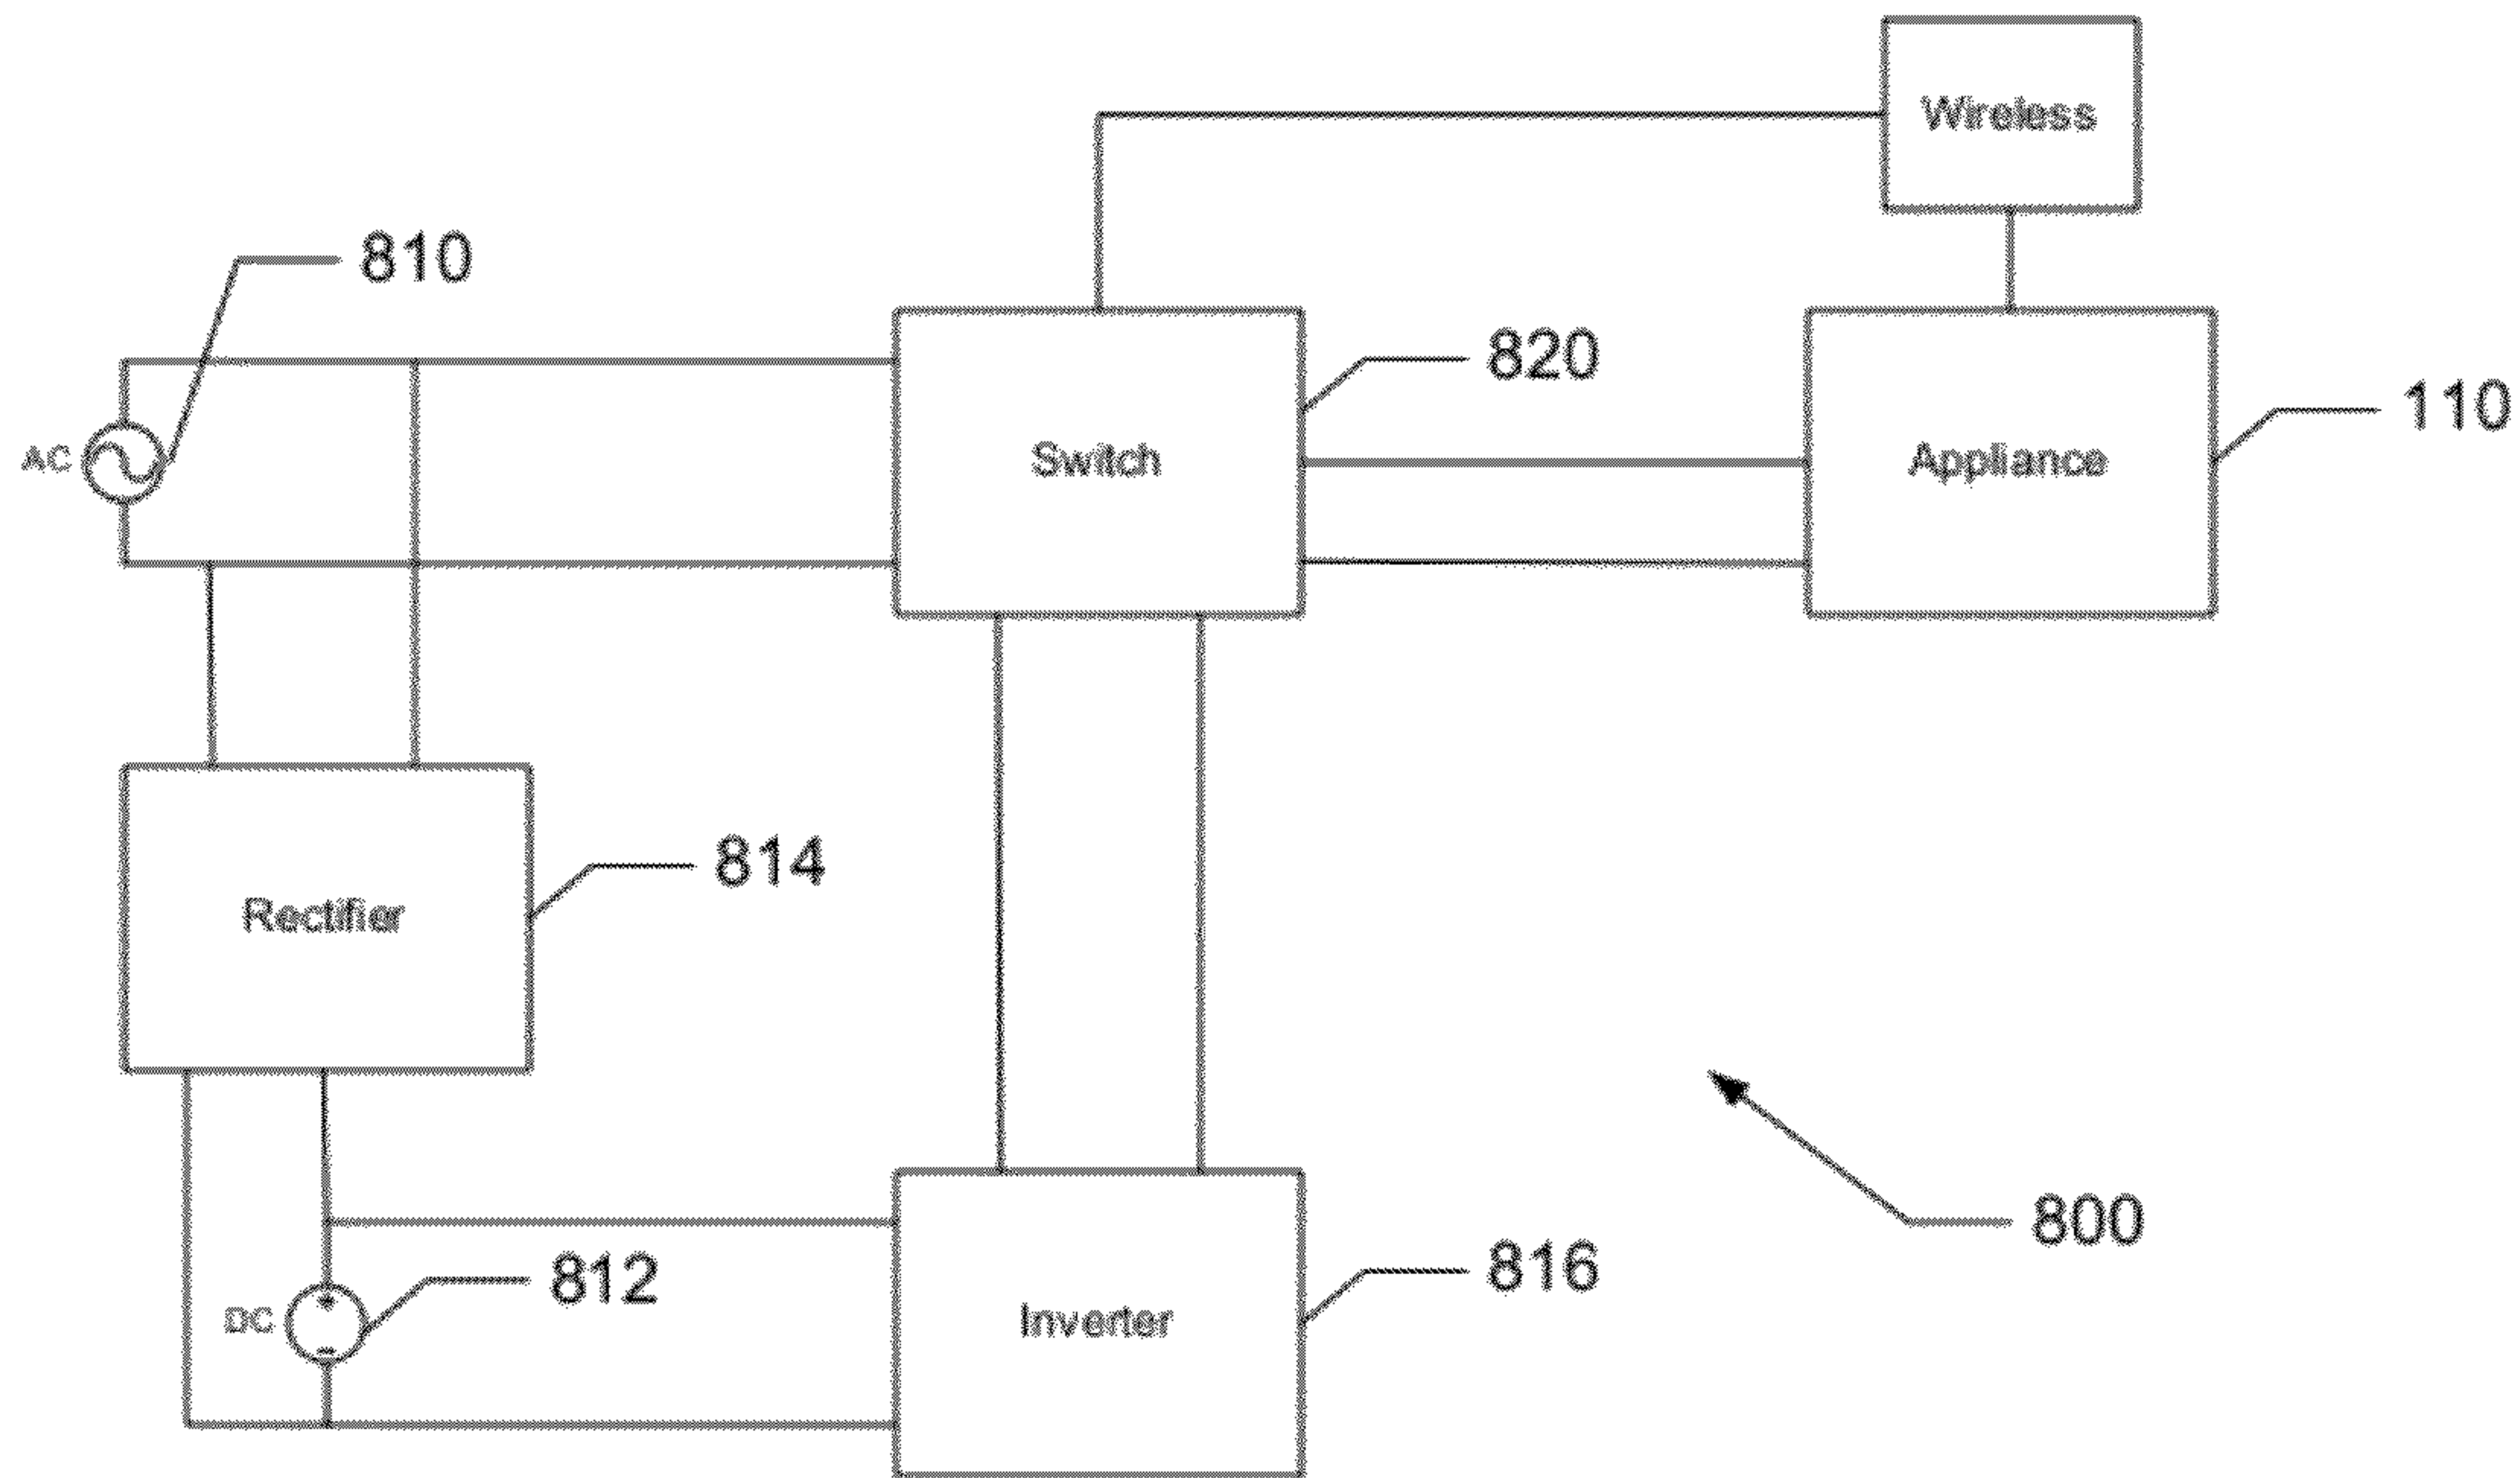 Wireless
810
820
110
AC
Switch
Appliance
814
Rectifier
800
812
816
DC
Inverter